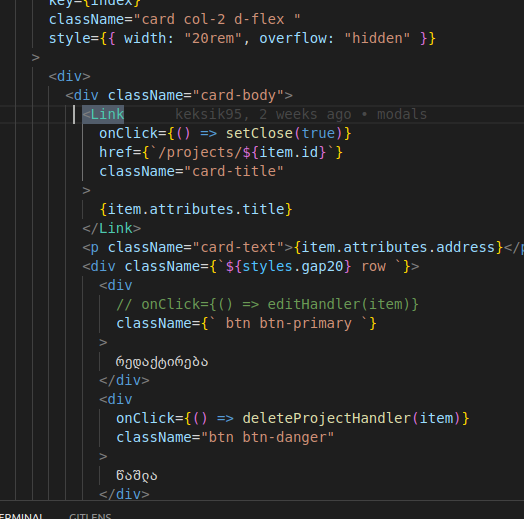 key={index}
className="card col-2 d-flex "
style={{ width: "20rem", overflow: "hidden" }}
>
<div>
<div className="card-body">
<Link keksik95, 2 weeks ago • modals
onClick={() => setClose(true)}
href={`/projects/${item.id}`}
className="card-title"
>
{item.attributes.title}
</Link>
<p className="card-text">{item.attributes.address}</p
<div className={`${styles.gap20} row `}>
<div
// onClick={() => editHandler(item)}
className={` btn btn-primary `}
>
რედაქტირება
</div>
<div
onClick={() => deleteProjectHandler(item)}
className="btn btn-danger"
>
წაშლა
</div>
TERMINAL GITLENS